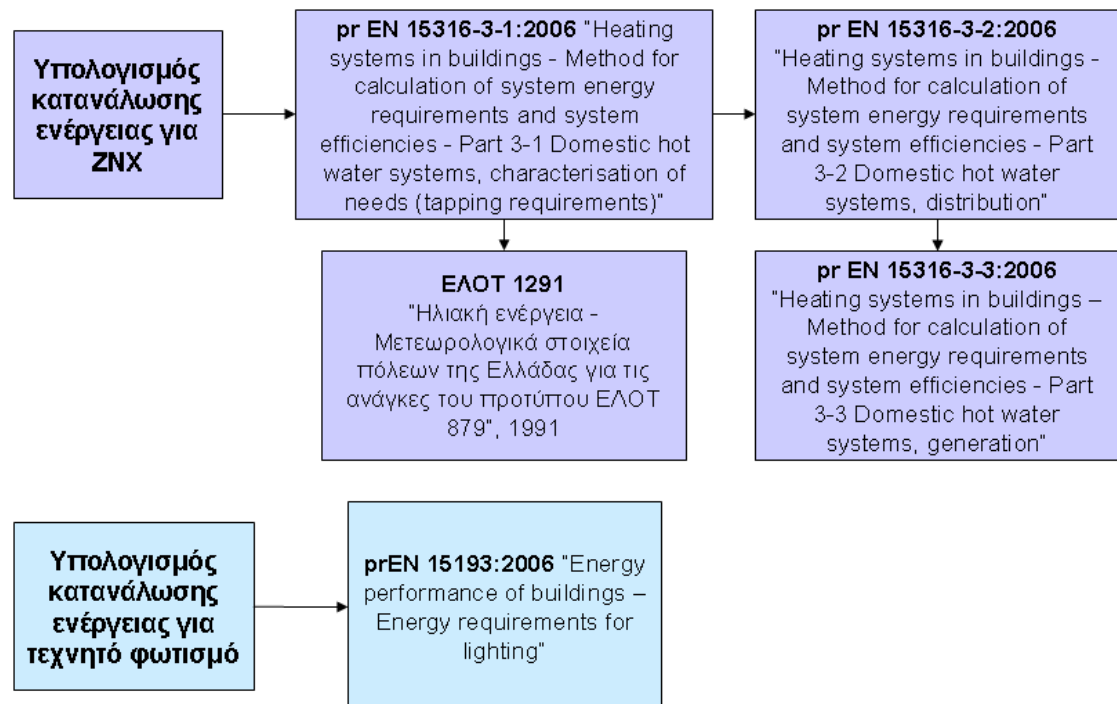 Υπολογισμός
κατανάλωσης
ενέργειας για
ΖΝΧ
pr EN 15316-3-1:2006 "Heating
systems in buildings - Method for
calculation of system energy
requirements and system
efficiencies - Part 3-1 Domestic hot
water systems, characterisation of
needs (tapping requirements)"
pr EN 15316-3-2:2006
"Heating systems in buildings -
Method for calculation of
system energy requirements
and system efficiencies - Part
3-2 Domestic hot water
systems, distribution"
ΕΛΟΤ 1291
"Ηλιακή ενέργεια -
Μετεωρολογικά στοιχεία
πόλεων της Ελλάδας για τις
ανάγκες του προτύπου ΕΛΟΤ
879", 1991
pr EN 15316-3-3:2006
"Heating systems in buildings –
Method for calculation of
system energy requirements
and system efficiencies - Part
3-3 Domestic hot water
systems, generation"
Υπολογισμός
κατανάλωσης
ενέργειας για
τεχνητό φωτισμό
prEN 15193:2006 "Energy
performance of buildings –
Energy requirements for
lighting"